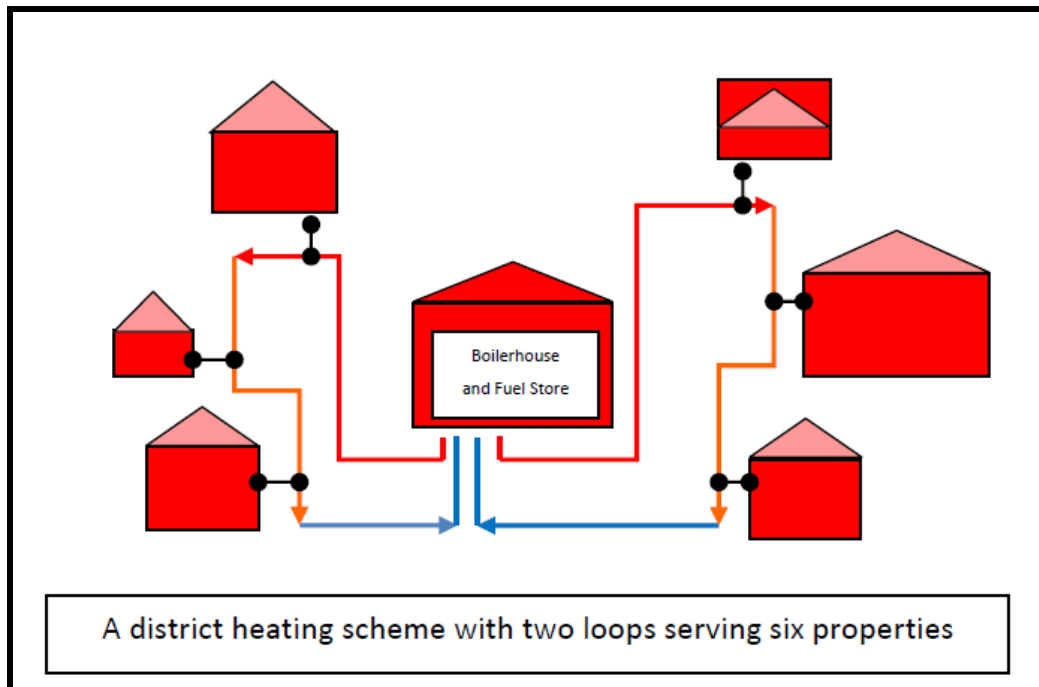 Boilerhouse
and Fuel Store
A district heating scheme with two loops serving six properties